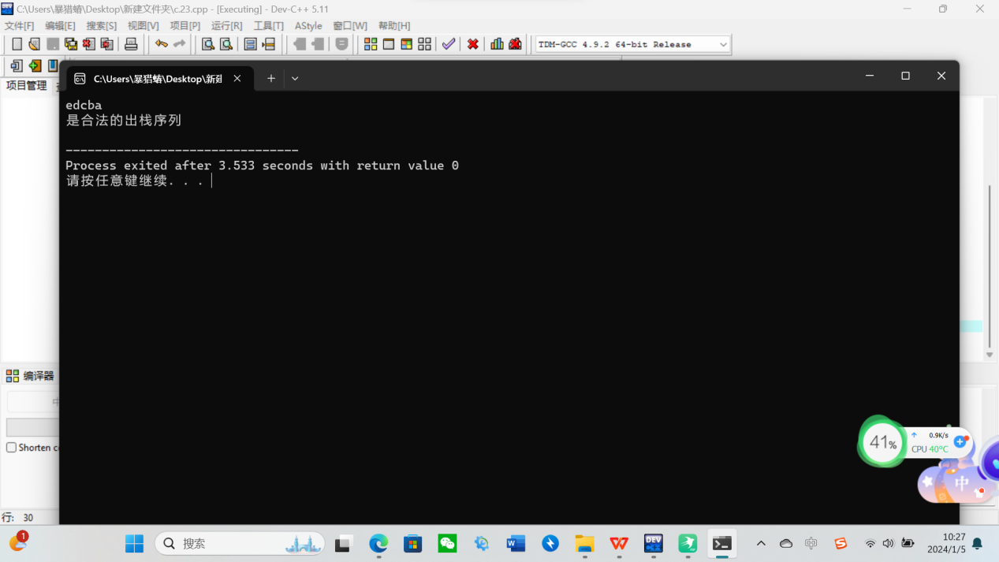 C:\Users\暴猎蝽\Desktop\新建文件夹\c.23.cpp - [Executing] - Dev-C++ 5.11
文件[F] 编辑[E] 搜索[S] 视图[V] 项目[P] 运行[R] 工具[T] AStyle 窗口[W] 帮助[H]
TDM-GCC 4.9.2 64-bit Release
项目管理
C:\Users\暴猎蝽\Desktop\新建
edcba
是合法的出栈序列
--------------------------------
Process exited after 3.533 seconds with return value 0
请按任意键继续. . .
编译器
中
Shorten
41%
0.9K/s
CPU 40°C
中
行: 30
1
搜索
W
DEV
中
S
10:27
2024/1/5